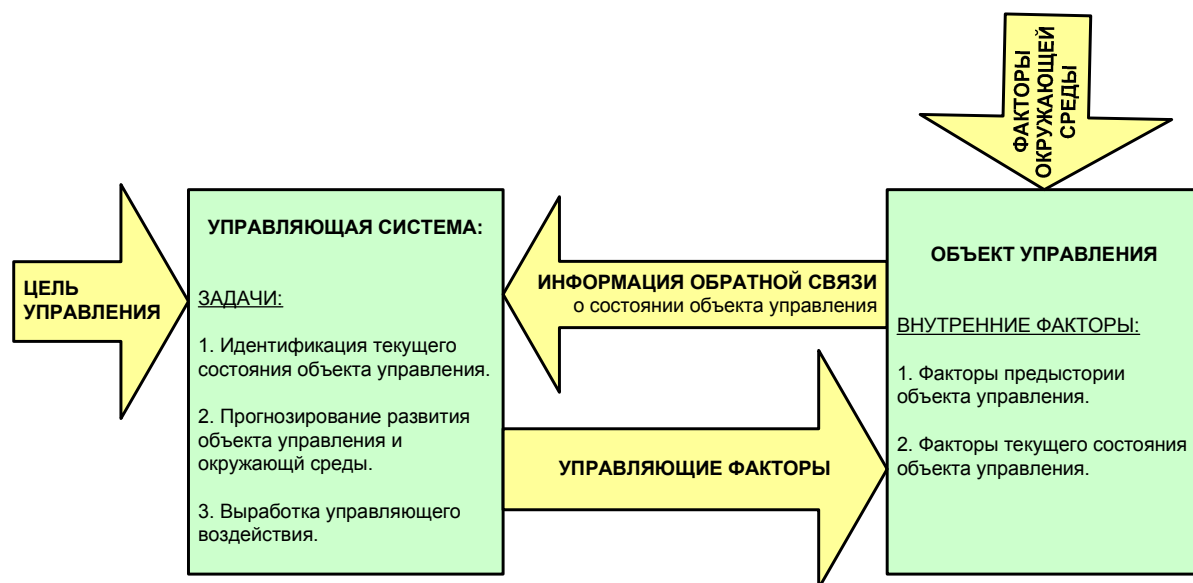 ФАКТОРЫ
ОКРУЖАЮЩЕЙ
СРЕДЫ
ЦЕЛЬ
УПРАВЛЕНИЯ
УПРАВЛЯЮЩАЯ СИСТЕМА:
ЗАДАЧИ:
1. Идентификация текущего
состояния объекта управления.
2. Прогнозирование развития
объекта управления и
окружающй среды.
3. Выработка управляющего
воздействия.
ИНФОРМАЦИЯ ОБРАТНОЙ СВЯЗИ
о состоянии объекта управления
УПРАВЛЯЮЩИЕ ФАКТОРЫ
ОБЪЕКТ УПРАВЛЕНИЯ
ВНУТРЕННИЕ ФАКТОРЫ:
1. Факторы предыстории
объекта управления.
2. Факторы текущего состояния
объекта управления.